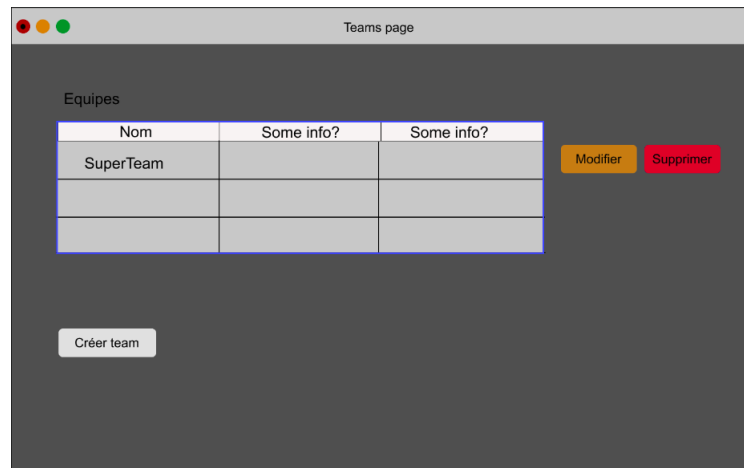 Teams page
Equipes
Nom Some info? Some info?
SuperTeam
Modifier Supprimer
Créer team